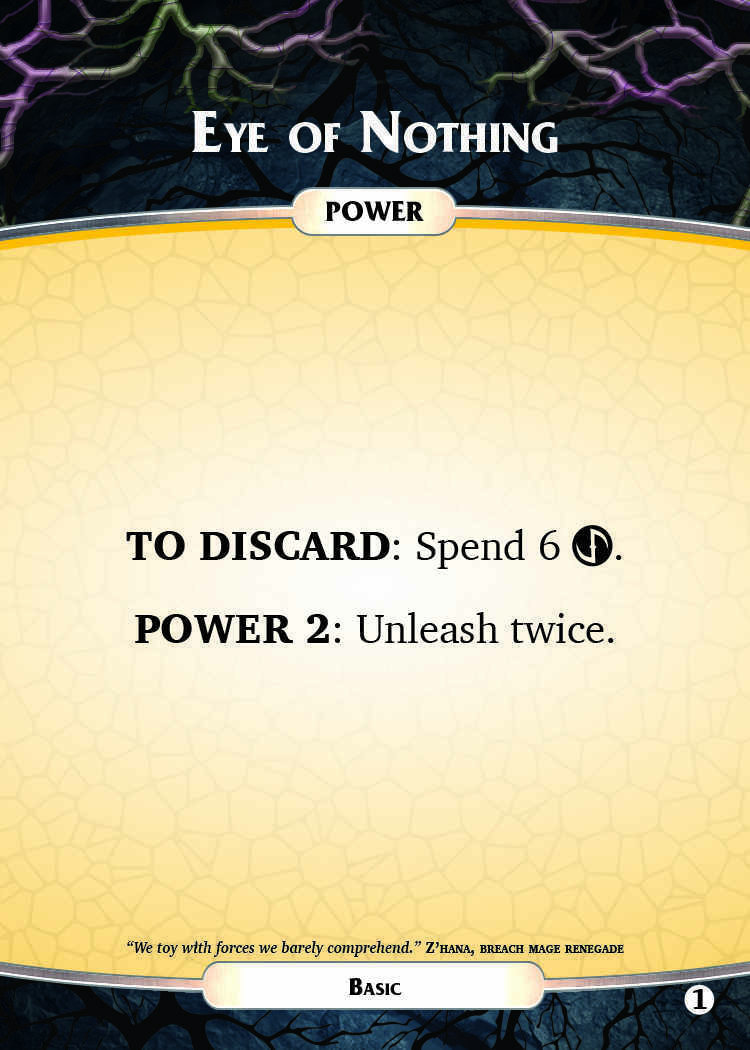 Eye of Nothing
POWER
TO DISCARD: Spend 6 .
POWER 2: Unleash twice.
“We toy with forces we barely comprehend.” Z’hana, breach mage renegade
Basic
1